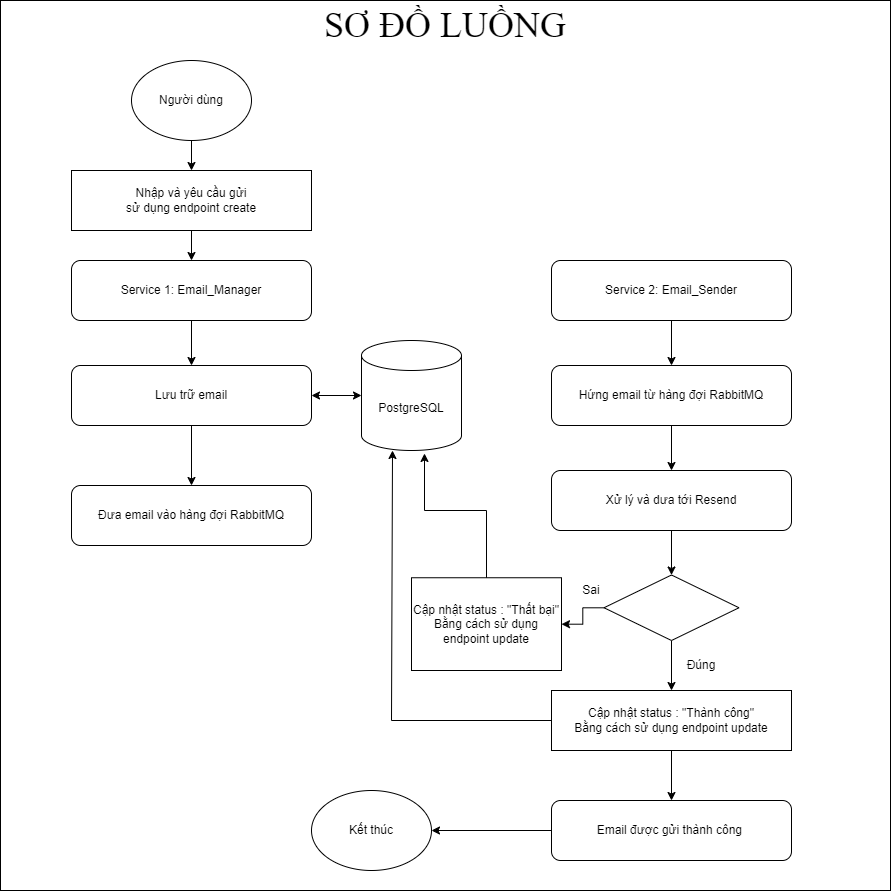 SƠ ĐỒ LUỒNG
Người dùng
Nhập và yêu cầu gửi
sử dụng endpoint create
Service 1: Email_Manager
Lưu trữ email
Đưa email vào hàng đợi RabbitMQ
PostgreSQL
Service 2: Email_Sender
Hứng email từ hàng đợi RabbitMQ
Xử lý và dưa tới Resend
Sai
Cập nhật status : "Thất bại"
Bằng cách sử dụng
endpoint update
Đúng
Cập nhật status : "Thành công"
Bằng cách sử dụng endpoint update
Email được gửi thành công
Kết thúc